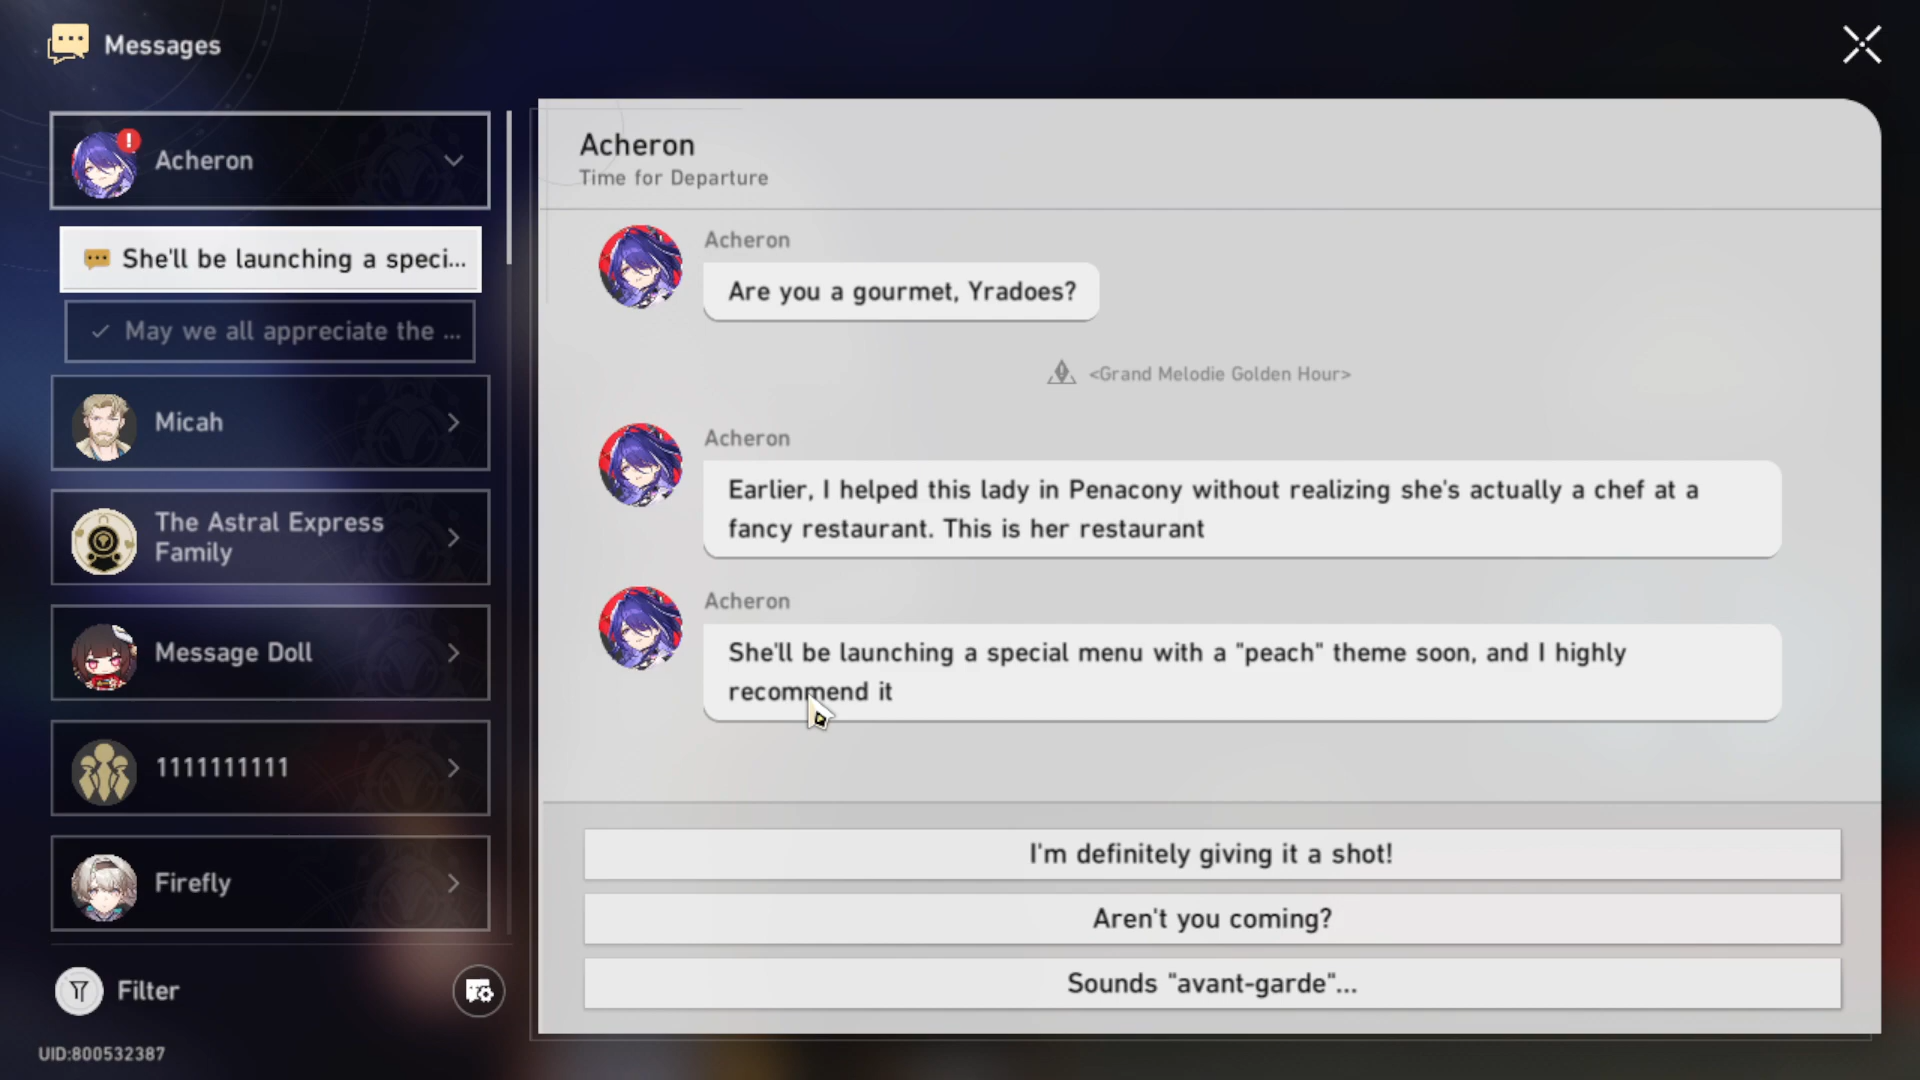 Messages
Acheron
She'll be launching a speci...
May we all appreciate the ...
Micah
The Astral Express
Family
Message Doll
1111111111
Firefly
Filter
UID:800532387
Acheron
Time for Departure
Acheron
Are you a gourmet, Yradoes?
<Grand Melodie Golden Hour>
Acheron
Earlier, I helped this lady in Penacony without realizing she's actually a chef at a
fancy restaurant. This is her restaurant
Acheron
She'll be launching a special menu with a "peach" theme soon, and I highly
recommend it
I'm definitely giving it a shot!
Aren't you coming?
Sounds "avant-garde"...